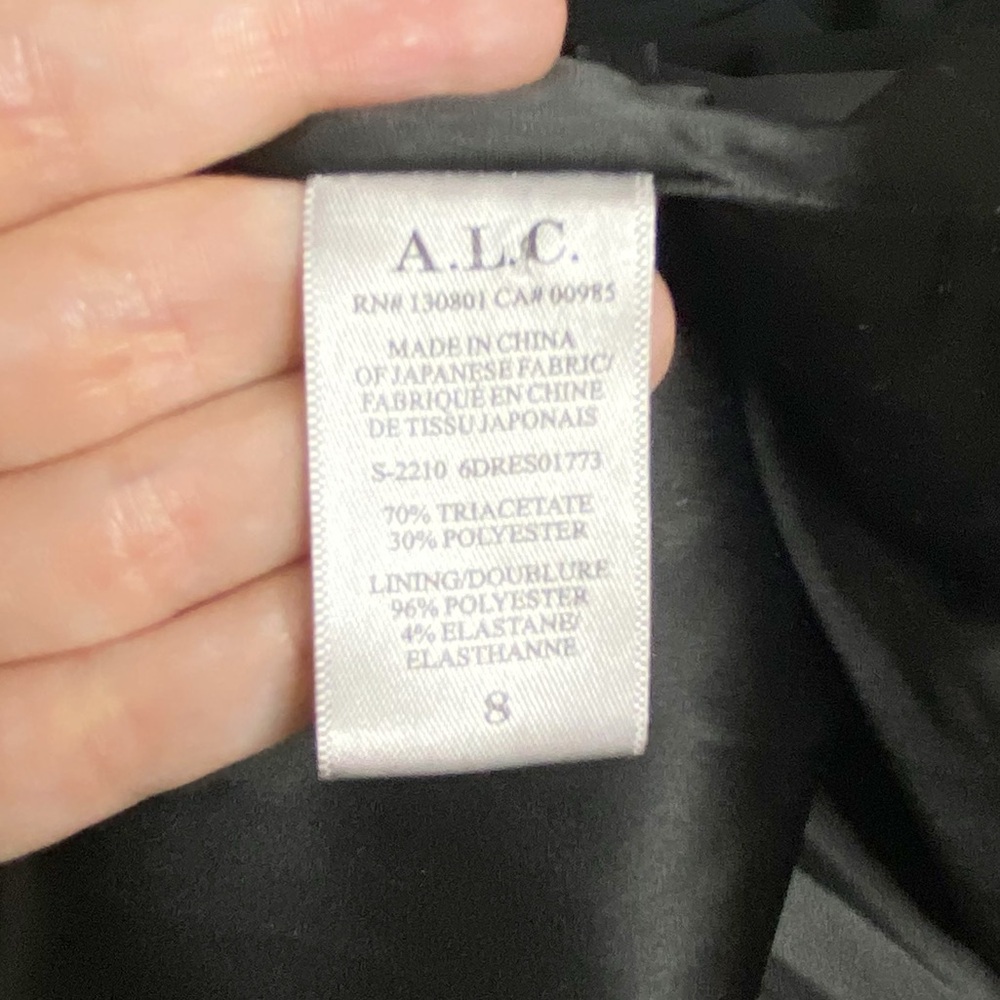 A.L.C.
RN# 130801 CA# 00985
MADE IN CHINA
OF JAPANESE FABRIC/
FABRIQUÉ EN CHINE
DE TISSU JAPONAIS
S-2210 6DRES01773
70% TRIACETATE
30% POLYESTER
LINING/DOUBLURE
96% POLYESTER
4% ELASTANE/
ELASTHANNE
8